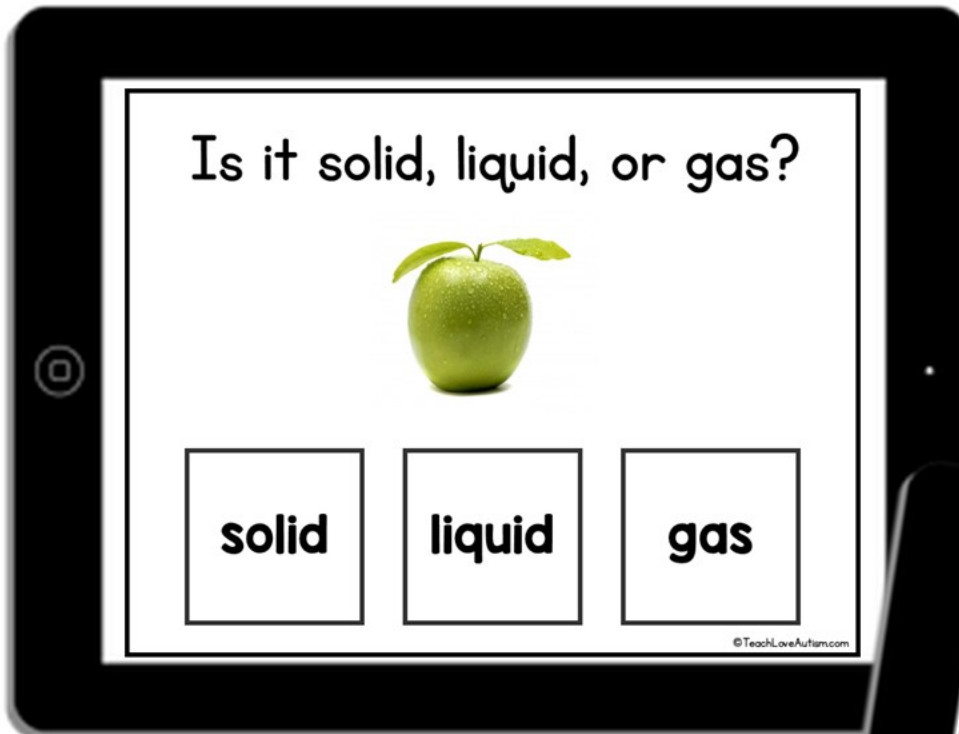 Is it solid, liquid, or gas?
solid
liquid
gas
©TeachLoveAutism.com